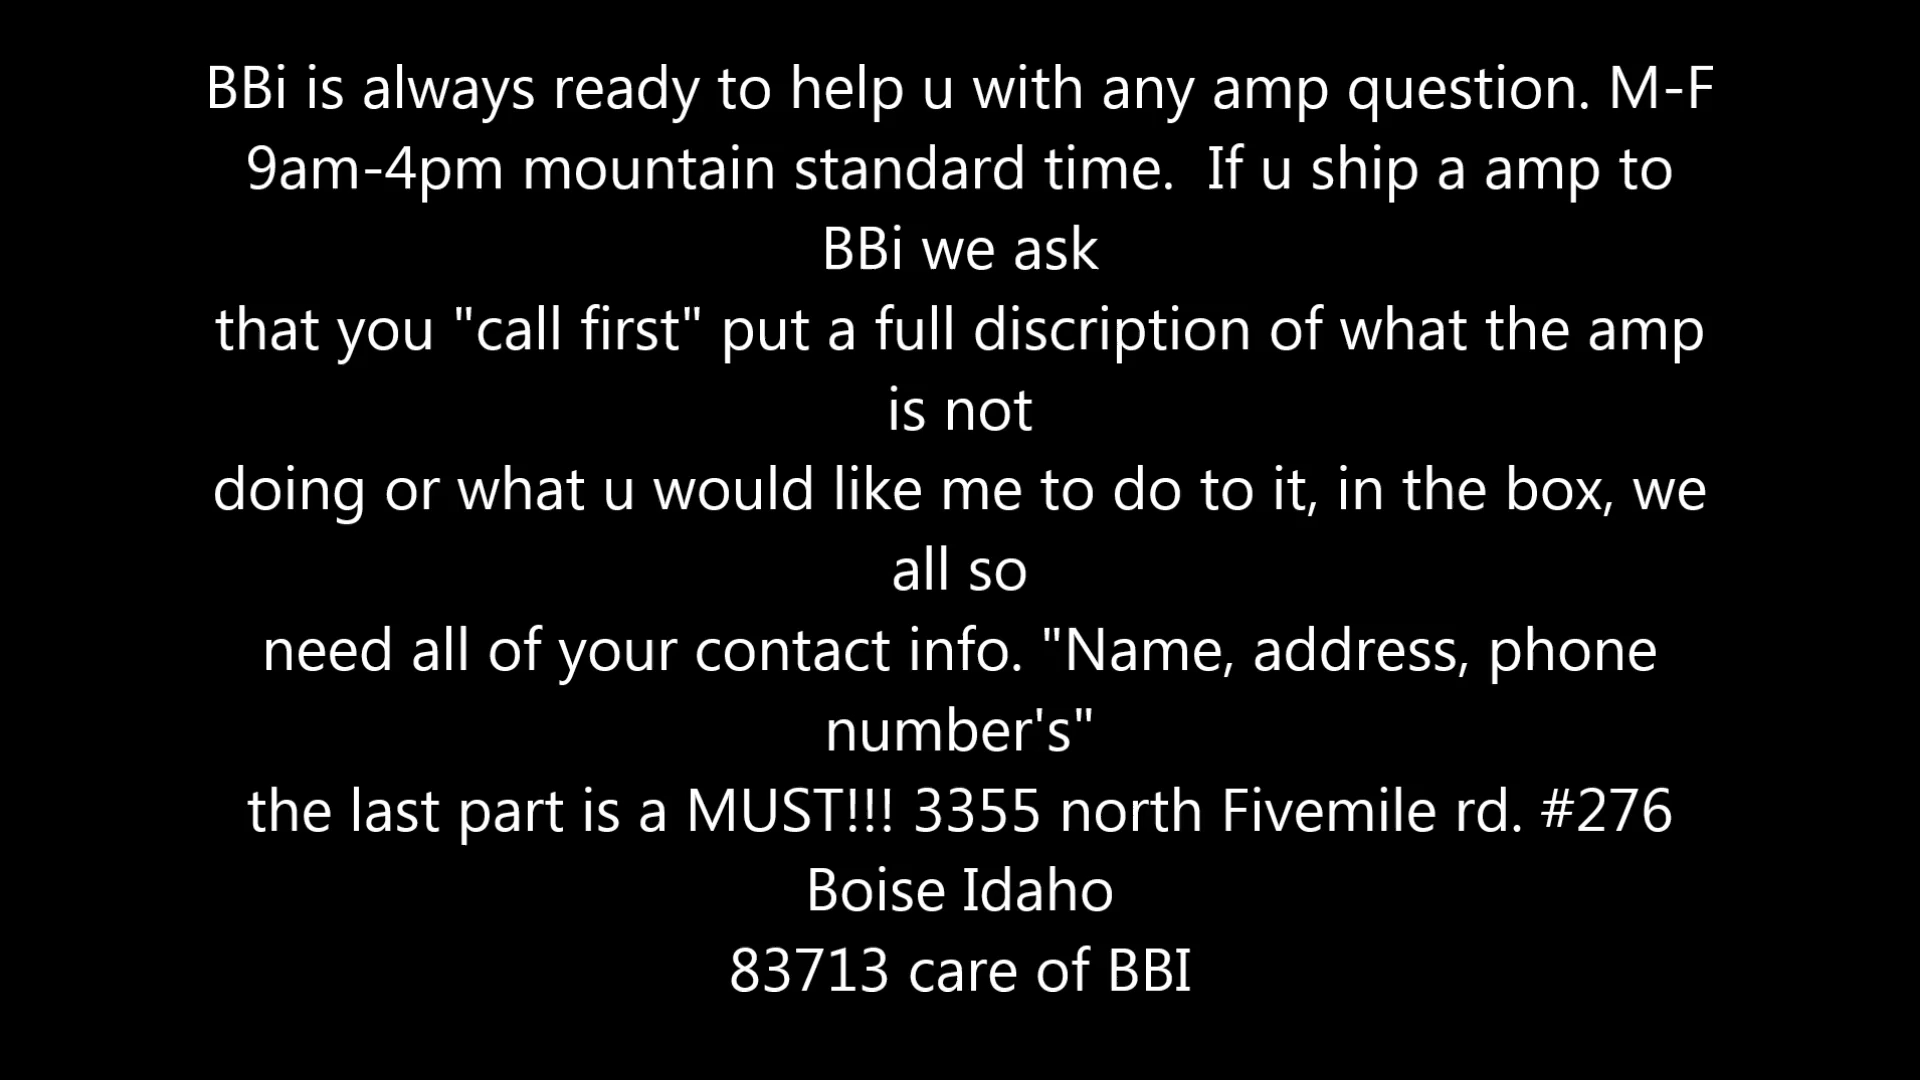 BBi is always ready to help u with any amp question. M-F
9am-4pm mountain standard time.  If u ship a amp to
BBi we ask
that you "call first" put a full discription of what the amp
is not
doing or what u would like me to do to it, in the box, we
all so
need all of your contact info. "Name, address, phone
number's"
the last part is a MUST!!! 3355 north Fivemile rd. #276
Boise Idaho
83713 care of BBI